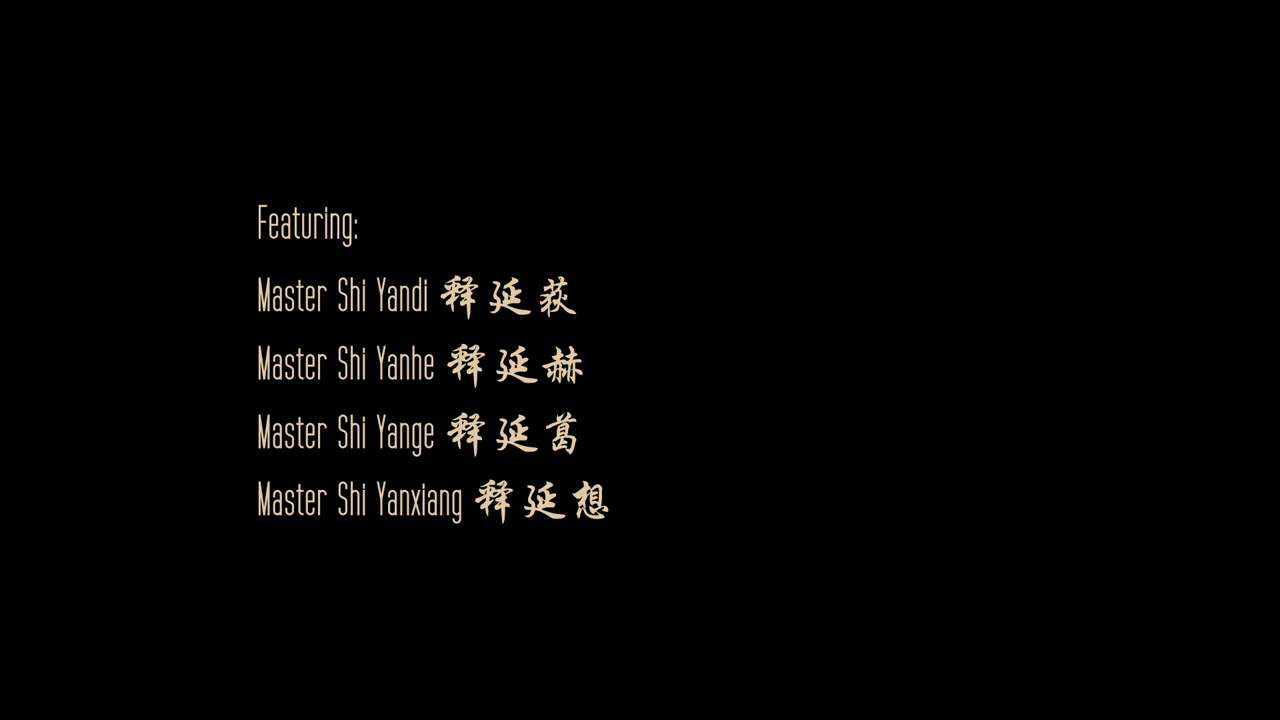 Featuring:
Master Shi Yandi 释延荻
Master Shi Yanhe 释延赫
Master Shi Yange 释延葛
Master Shi Yanxiang 释延想